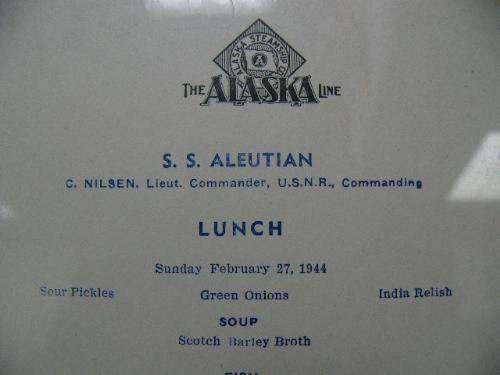 ALASKA STEAMSHIP CO
A
THE ALASKA LINE
S. S. ALEUTIAN
C. NILSEN, Lieut. Commander, U.S.N.R., Commanding
LUNCH
Sunday February 27, 1944
Sour Pickles Green Onions India Relish
SOUP
Scotch Barley Broth